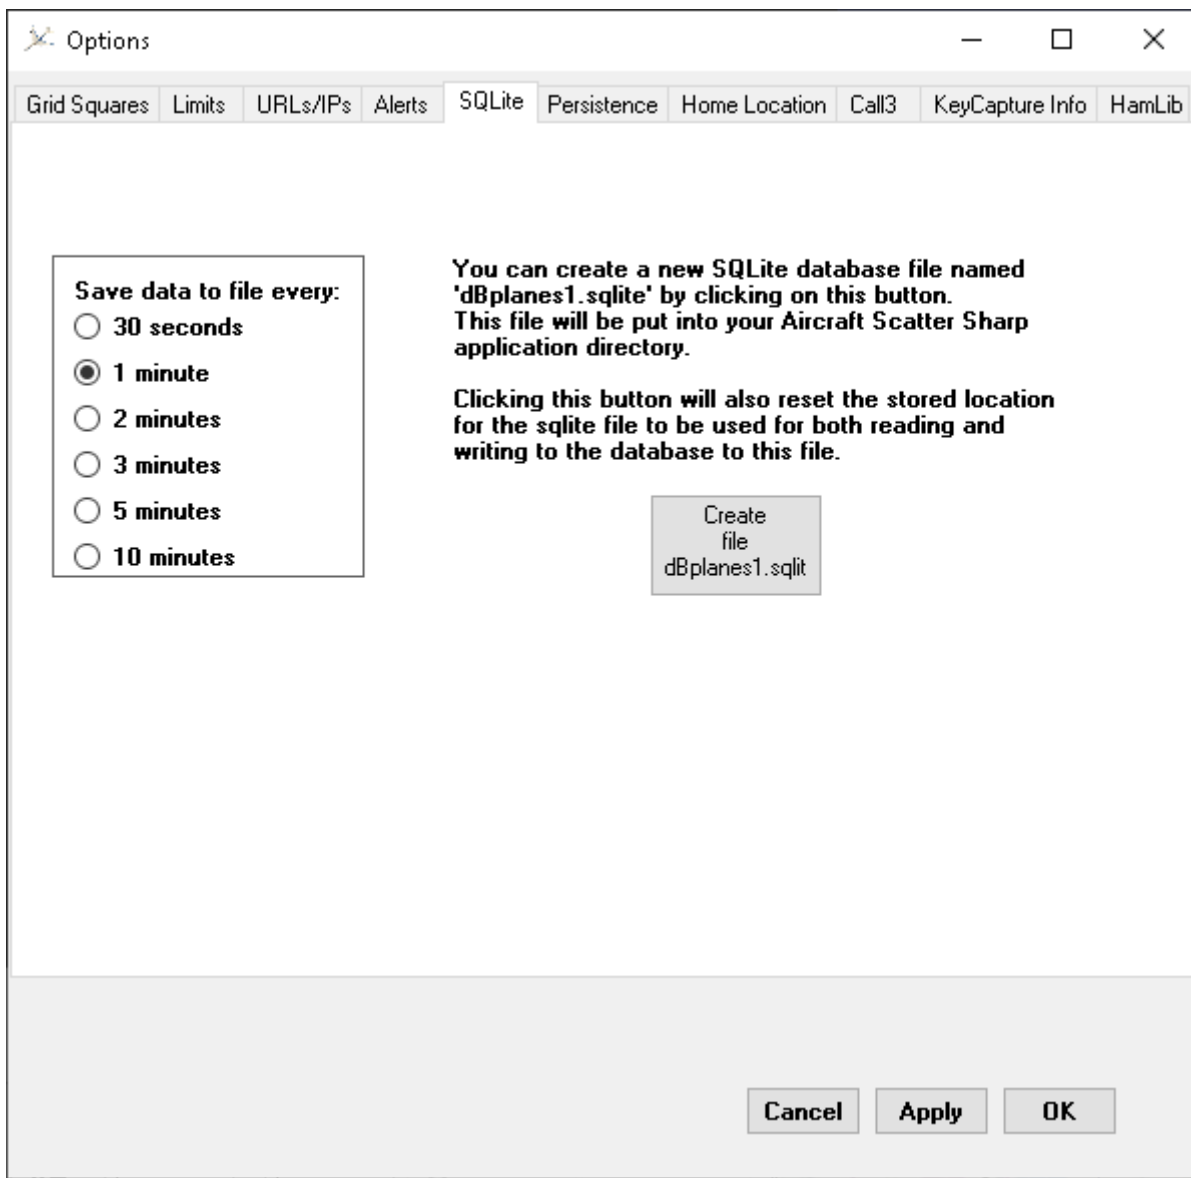 Options
Grid Squares Limits URLs/IPs Alerts SQLite Persistence Home Location Call3 KeyCapture Info HamLib
Save data to file every:
30 seconds
1 minute
2 minutes
3 minutes
5 minutes
10 minutes
You can create a new SQLite database file named
'dBplanes1.sqlite' by clicking on this button.
This file will be put into your Aircraft Scatter Sharp
application directory.
Clicking this button will also reset the stored location
for the sqlite file to be used for both reading and
writing to the database to this file.
Create
file
dBplanes1.sqlit
Cancel Apply OK